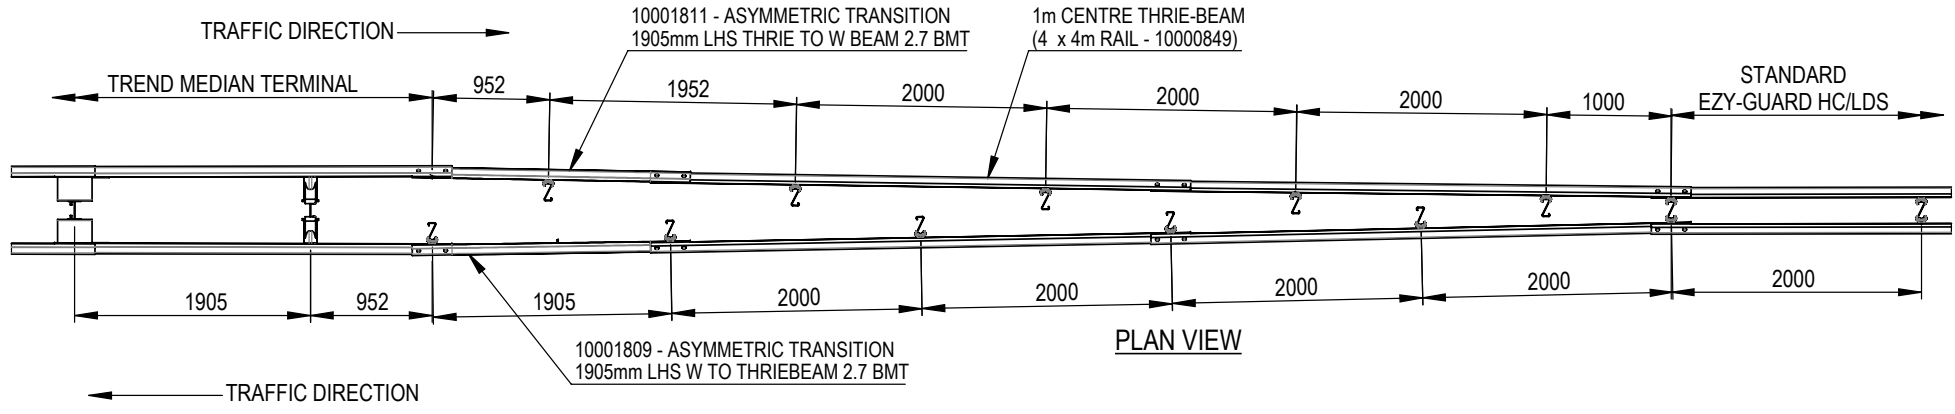 TRAFFIC DIRECTION
10001811 - ASYMMETRIC TRANSITION
1905mm LHS THRIE TO W BEAM 2.7 BMT
1m CENTRE THRIE-BEAM
(4 x 4m RAIL - 10000849)
TREND MEDIAN TERMINAL
952
1952
2000
2000
2000
1000
STANDARD
EZY-GUARD HC/LDS
1905
952
1905
2000
2000
2000
2000
2000
PLAN VIEW
10001809 - ASYMMETRIC TRANSITION
1905mm LHS W TO THRIEBEAM 2.7 BMT
TRAFFIC DIRECTION